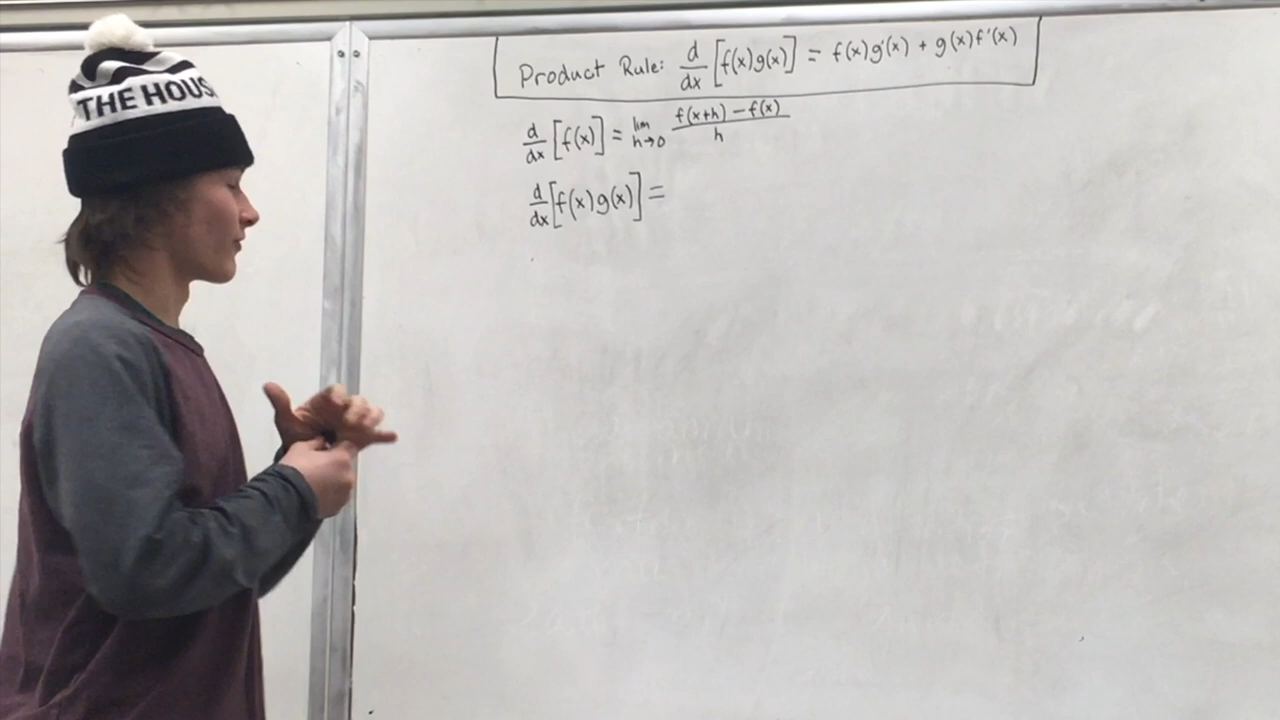 THE HOUS
Product Rule: d/dx [f(x)g(x)] = f(x)g'(x) + g(x)f'(x)
d/dx [f(x)] = lim h→0 f(x+h) - f(x) / h
d/dx [f(x)g(x)] =